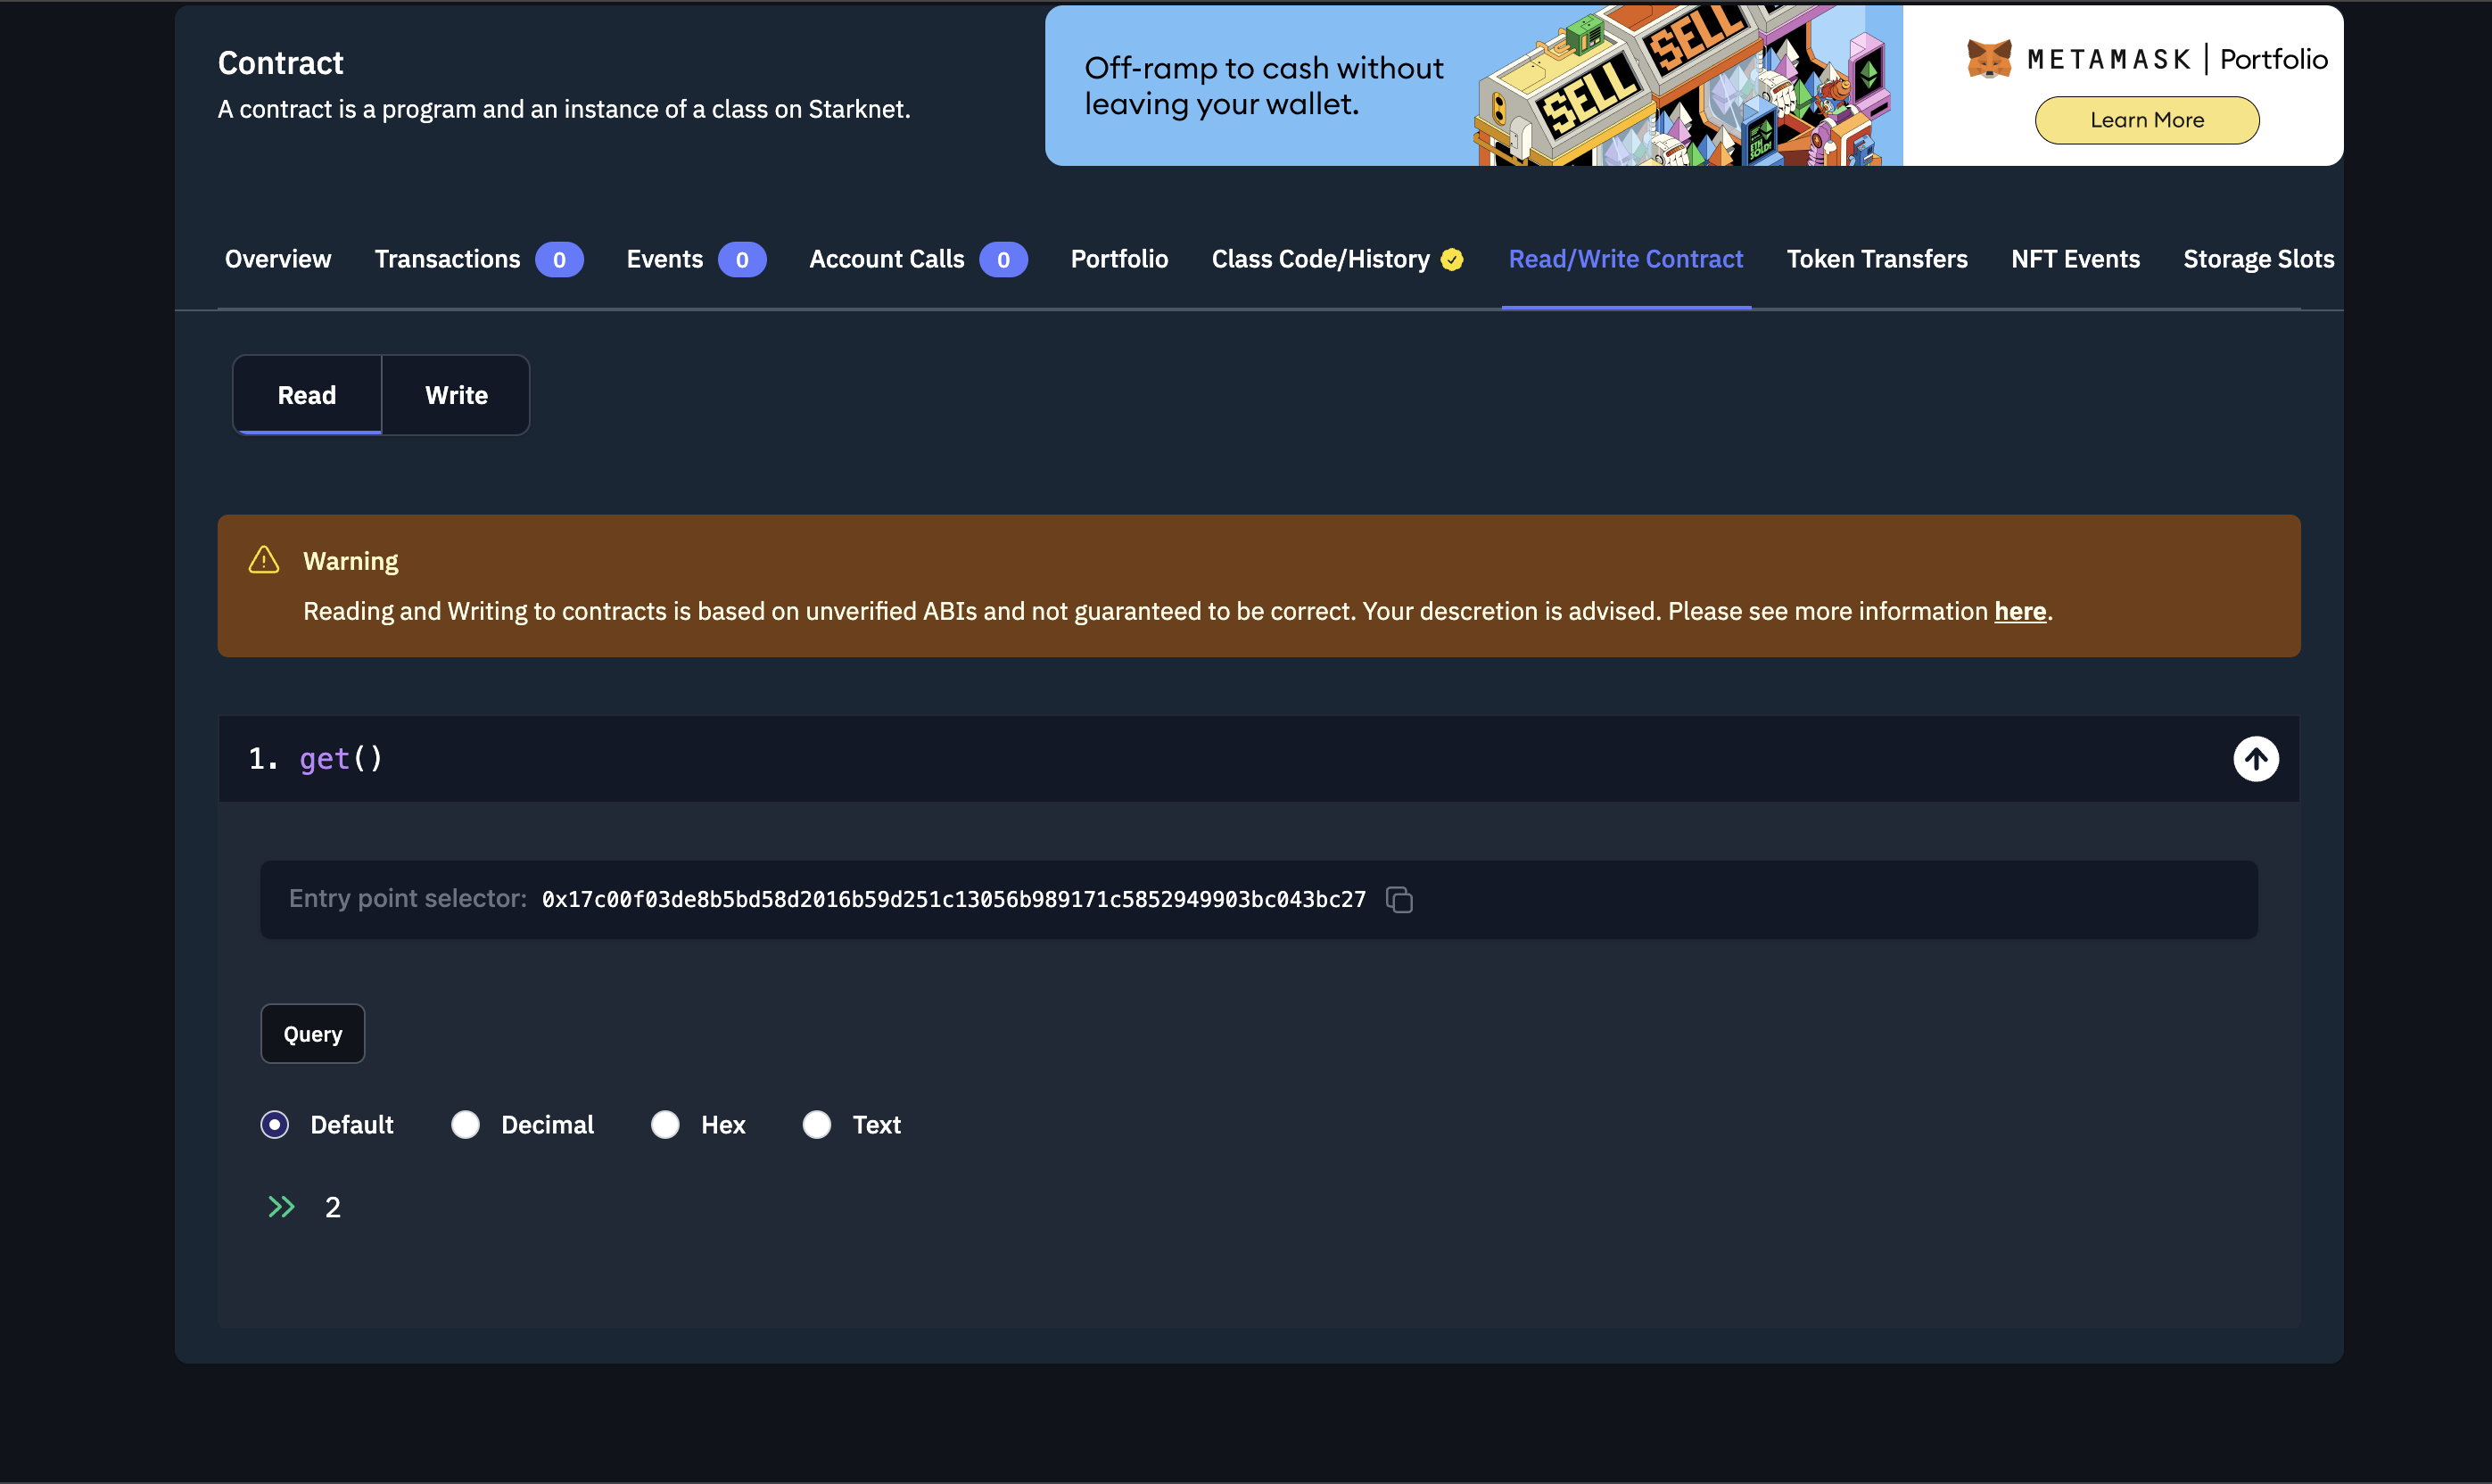 Contract
A contract is a program and an instance of a class on Starknet.
Off-ramp to cash without
leaving your wallet.
SELL
SELL
ETH
SOLD!
METAMASK | Portfolio
Learn More
Overview Transactions 0 Events 0 Account Calls 0 Portfolio Class Code/History Read/Write Contract Token Transfers NFT Events Storage Slots
Read Write
Warning
Reading and Writing to contracts is based on unverified ABIs and not guaranteed to be correct. Your descretion is advised. Please see more information here.
1. get()
Entry point selector: 0x17c00f03de8b5bd58d2016b59d251c13056b989171c5852949903bc043bc27
Query
Default Decimal Hex Text
>> 2